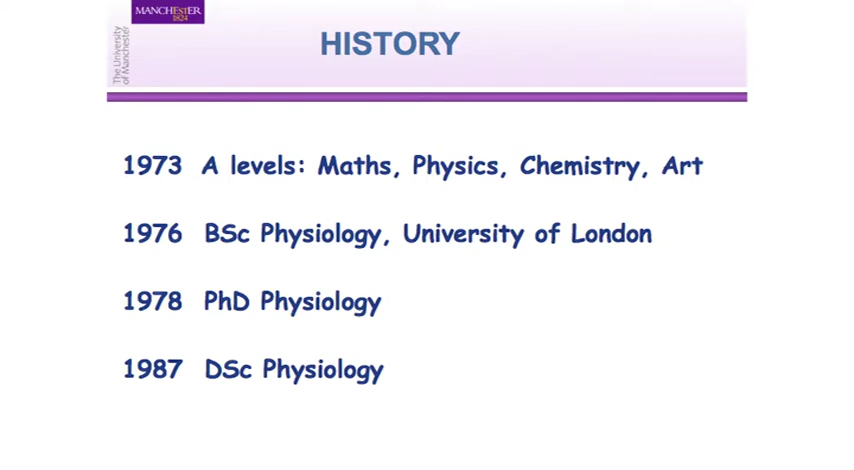 MANCHESTER
1824
The University
of Manchester
HISTORY
1973 A levels: Maths, Physics, Chemistry, Art
1976 BSc Physiology, University of London
1978 PhD Physiology
1987 DSc Physiology